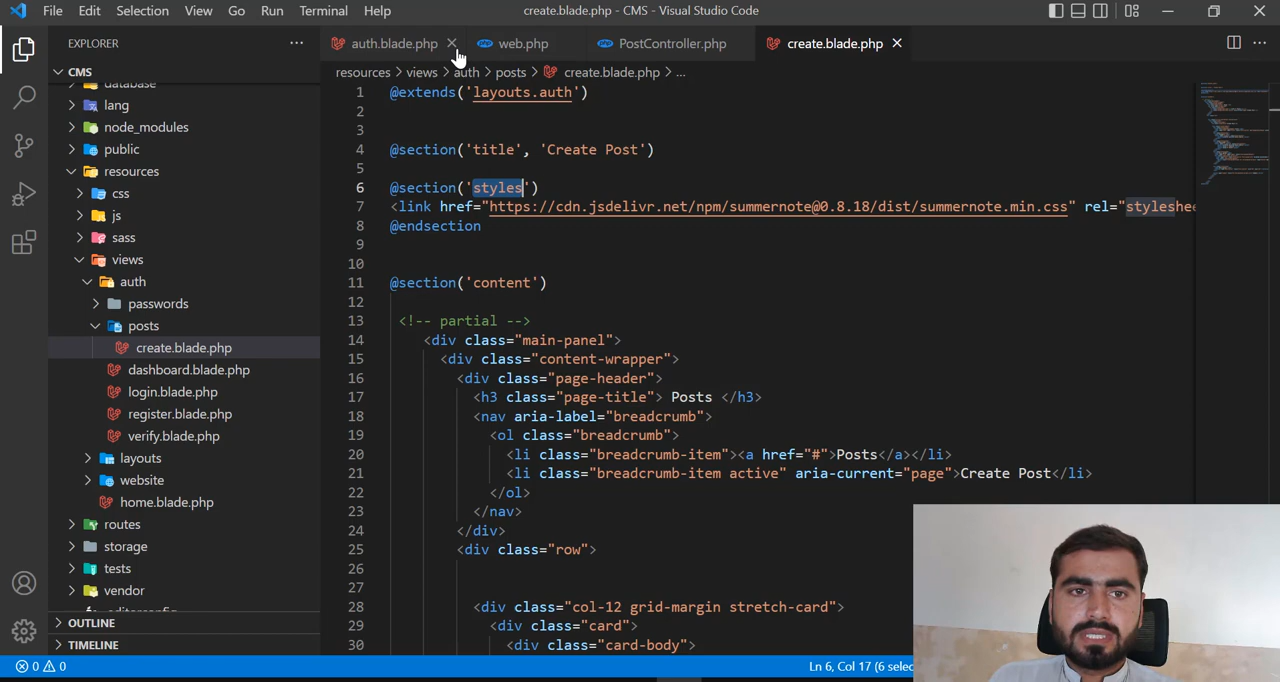 File Edit Selection View Go Run Terminal Help
create.blade.php - CMS - Visual Studio Code
EXPLORER
auth.blade.php
web.php
PostController.php
create.blade.php
CMS
resources > views > auth > posts > create.blade.php > ...
database
lang
node_modules
public
resources
css
js
sass
views
auth
passwords
posts
create.blade.php
dashboard.blade.php
login.blade.php
register.blade.php
verify.blade.php
layouts
website
home.blade.php
routes
storage
tests
vendor
.editorconfig
OUTLINE
TIMELINE
1 @extends('layouts.auth')
2
3
4 @section('title', 'Create Post')
5
6 @section('styles')
7 <link href="https://cdn.jsdelivr.net/npm/summernote@0.8.18/dist/summernote.min.css" rel="styleshee
8 @endsection
9
10
11 @section('content')
12
13 <!-- partial -->
14 <div class="main-panel">
15 <div class="content-wrapper">
16 <div class="page-header">
17 <h3 class="page-title"> Posts </h3>
18 <nav aria-label="breadcrumb">
19 <ol class="breadcrumb">
20 <li class="breadcrumb-item"><a href="#">Posts</a></li>
21 <li class="breadcrumb-item active" aria-current="page">Create Post</li>
22 </ol>
23 </nav>
24 </div>
25 <div class="row">
26
27
28 <div class="col-12 grid-margin stretch-card">
29 <div class="card">
30 <div class="card-body">
0 0
Ln 6, Col 17 (6 selec